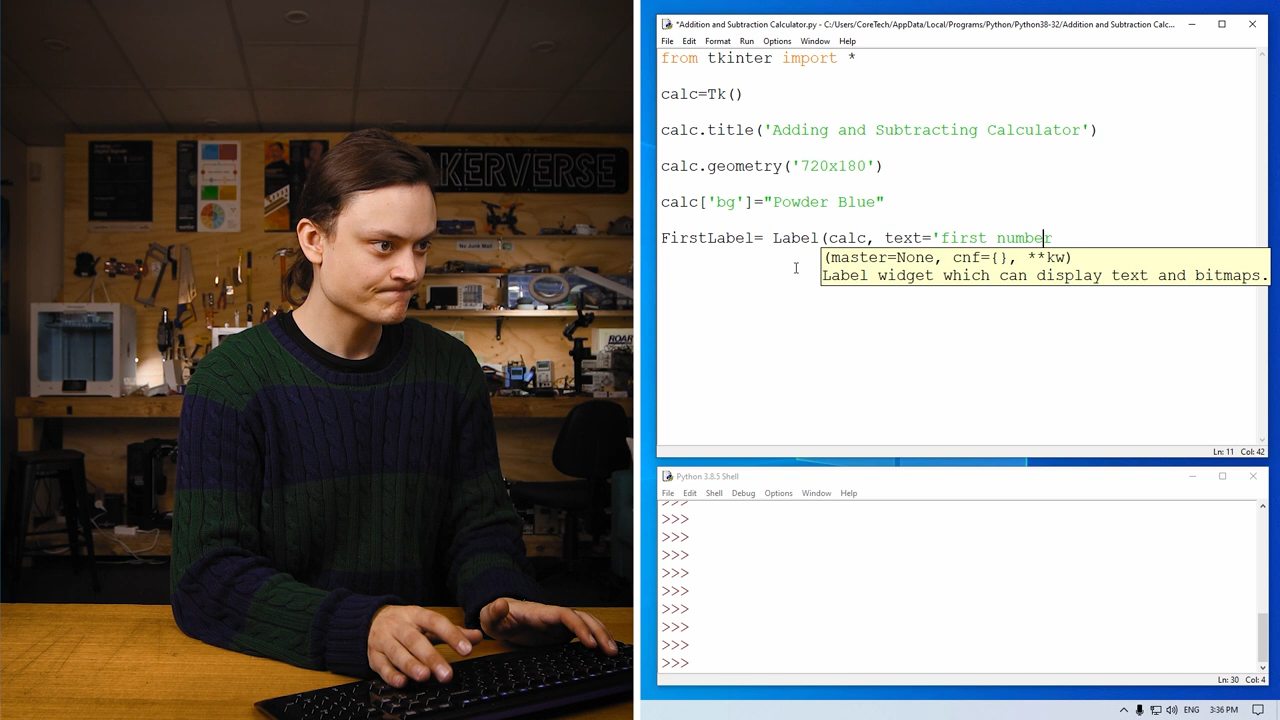 KERVERSE
No Junk Mail
ROAR
*Addition and Subtraction Calculator.py - C:/Users/CoreTech/AppData/Local/Programs/Python/Python38-32/Addition and Subtraction Calc...
File Edit Format Run Options Window Help
from tkinter import *
calc=Tk()
calc.title('Adding and Subtracting Calculator')
calc.geometry('720x180')
calc['bg']="Powder Blue"
FirstLabel= Label(calc, text='first number
(master=None, cnf={}, **kw)
Label widget which can display text and bitmaps.
Ln: 11 Col: 42
Python 3.8.5 Shell
File Edit Shell Debug Options Window Help
>>>
>>>
>>>
>>>
>>>
>>>
>>>
>>>
>>>
>>>
Ln: 30 Col: 4
ENG 3:36 PM